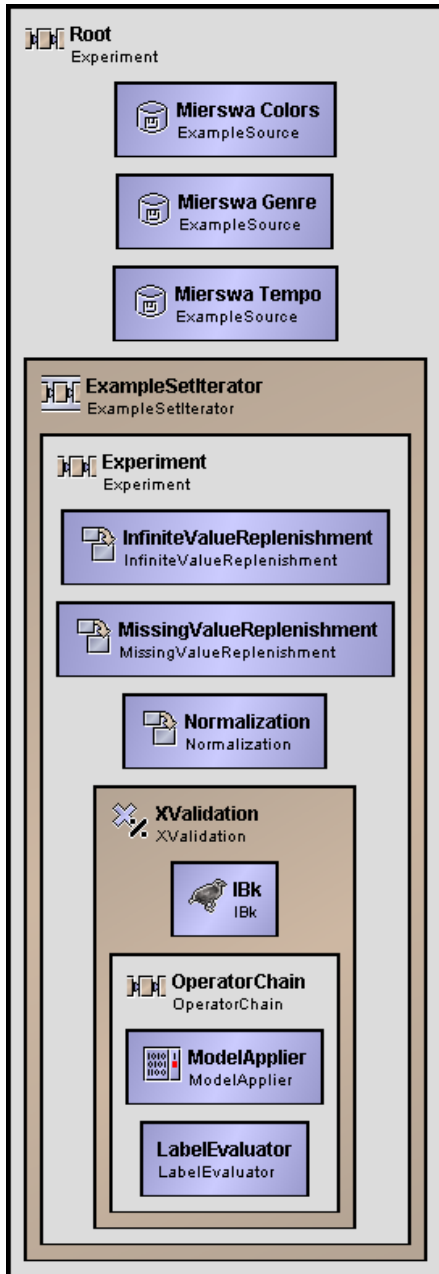 Root
Experiment
Mierswa Colors
ExampleSource
Mierswa Genre
ExampleSource
Mierswa Tempo
ExampleSource
ExampleSetIterator
ExampleSetIterator
Experiment
Experiment
InfiniteValueReplenishment
InfiniteValueReplenishment
MissingValueReplenishment
MissingValueReplenishment
Normalization
Normalization
XValidation
XValidation
IBk
IBk
OperatorChain
OperatorChain
ModelApplier
ModelApplier
LabelEvaluator
LabelEvaluator